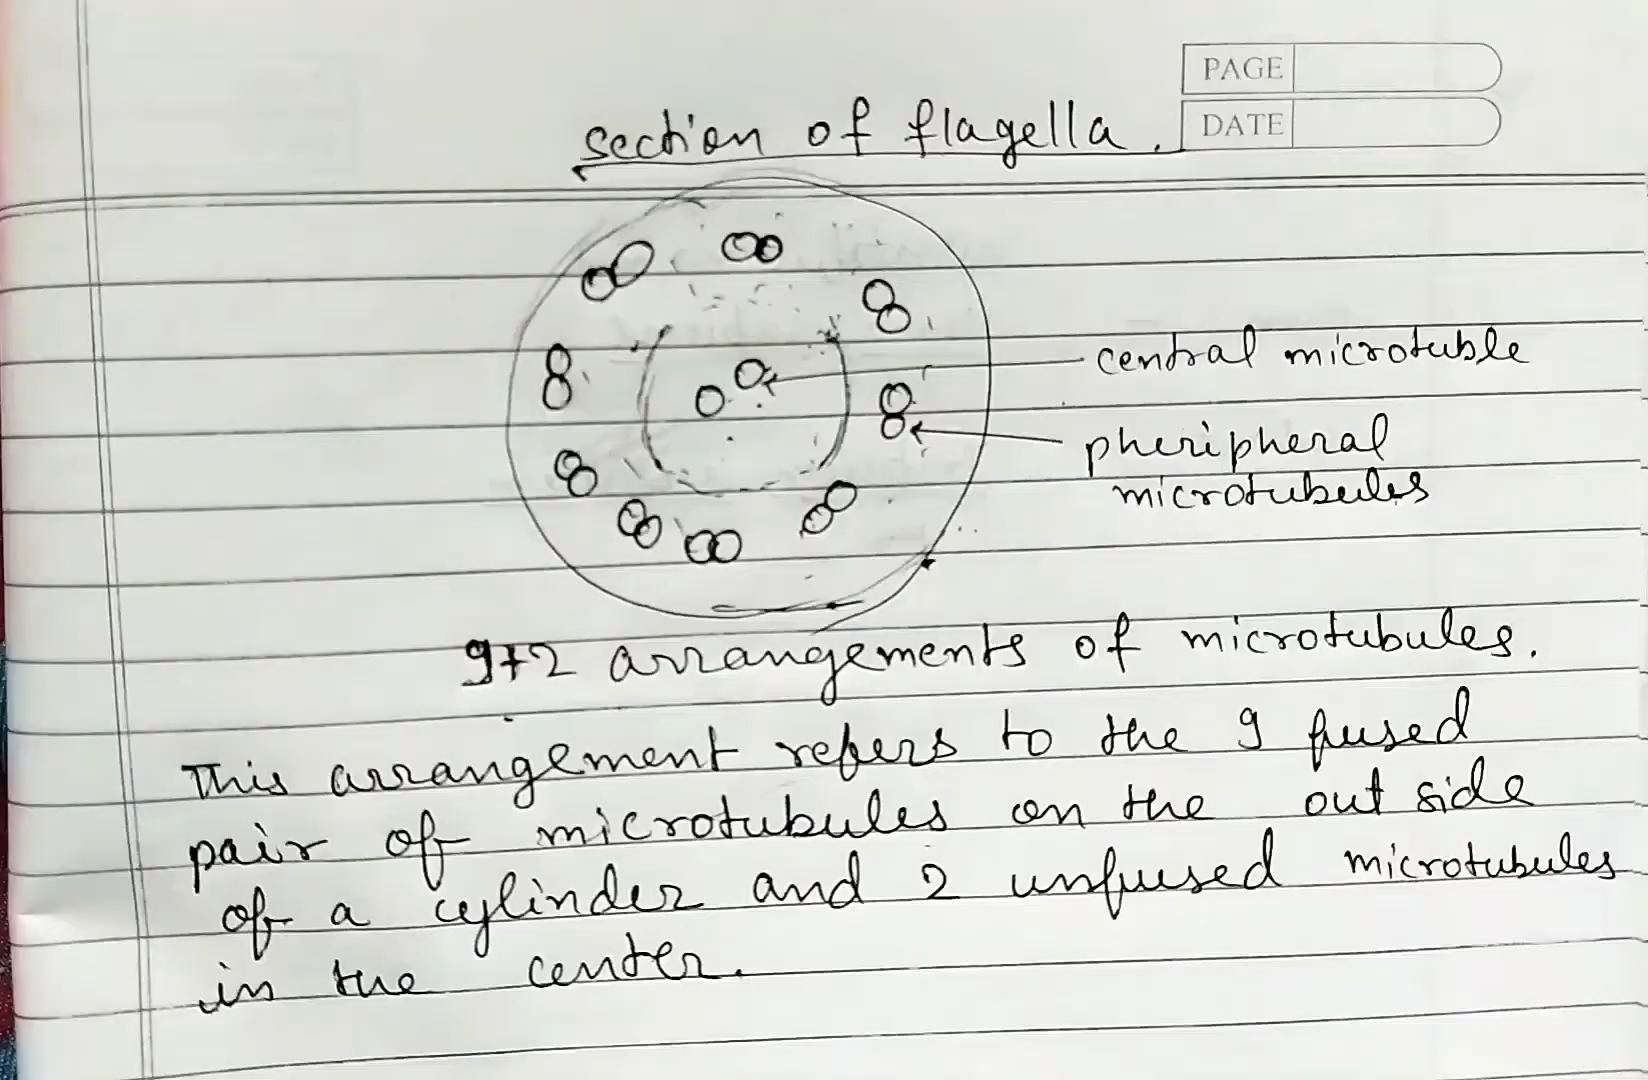 PAGE
DATE
section of flagella.
central microtuble
pheripheral
microtubules
9+2 arrangements of microtubules.
This arrangement refers to the 9 fused
pair of microtubules on the out side
of a cylinder and 2 unfused microtubules
in the center.